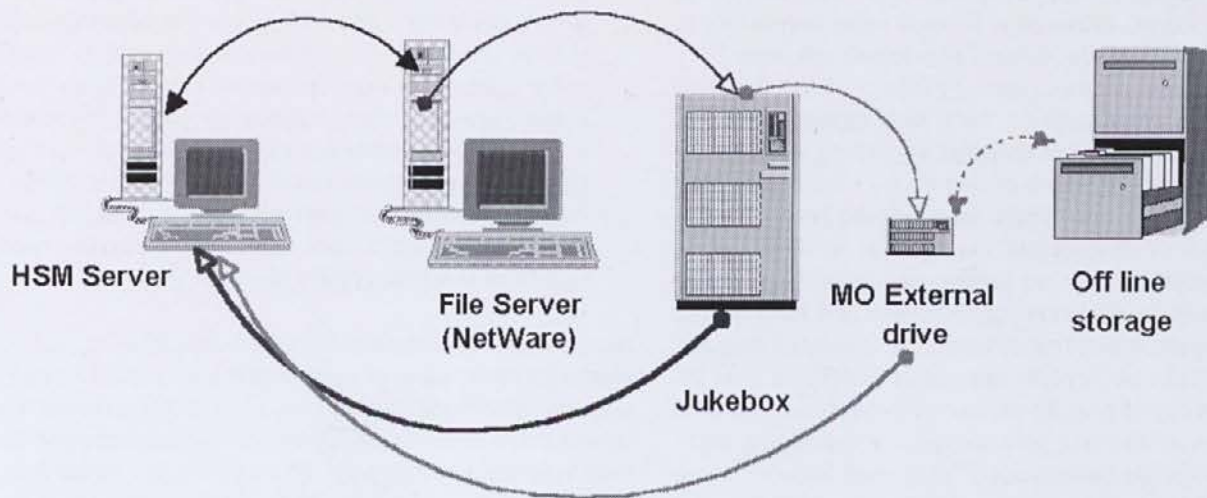 HSM Server
File Server
(NetWare)
Jukebox
MO External
drive
Off line
storage